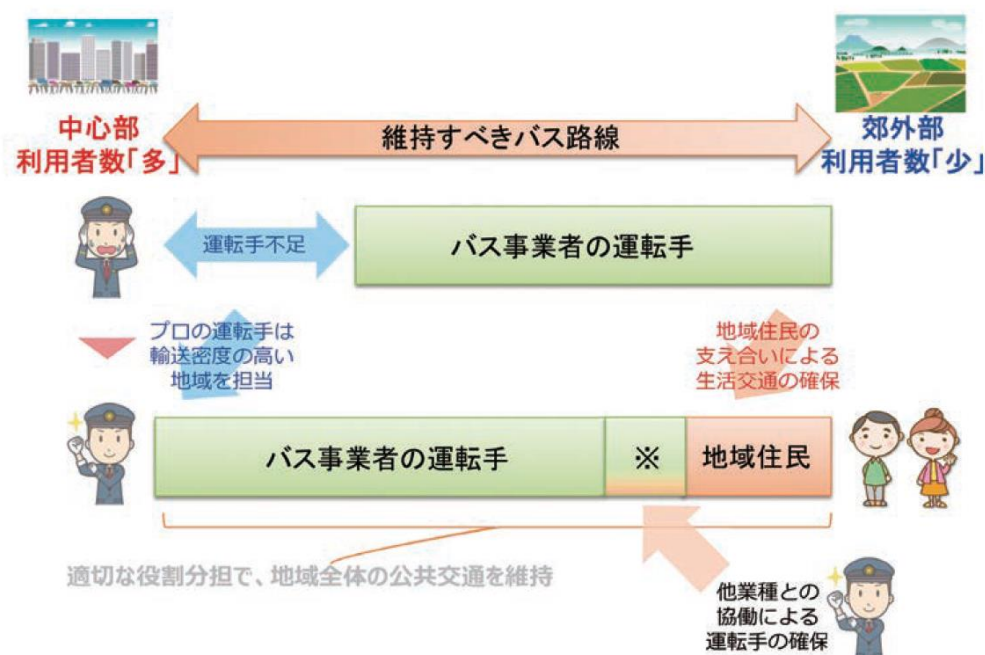 中心部
利用者数「多」
維持すべきバス路線
郊外部
利用者数「少」
運転手不足
バス事業者の運転手
プロの運転手は
輸送密度の高い
地域を担当
地域住民の
支え合いによる
生活交通の確保
バス事業者の運転手
※
地域住民
適切な役割分担で、地域全体の公共交通を維持
他業種との
協働による
運転手の確保